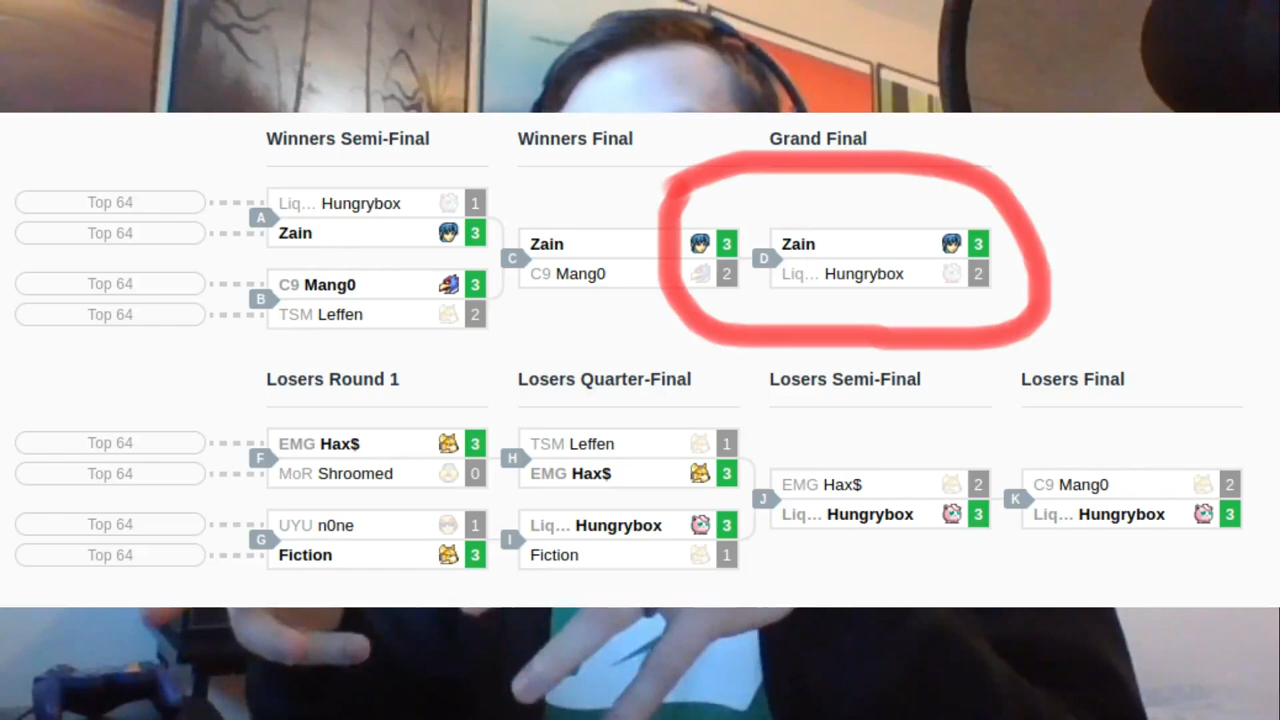 Winners Semi-Final
Winners Final
Grand Final
Top 64
Liq... Hungrybox 1
Top 64
Zain 3
A
Top 64
C9 Mang0 3
Top 64
TSM Leffen 2
B
Zain 3
C9 Mang0 2
C
Zain 3
Liq... Hungrybox 2
D
Losers Round 1
Losers Quarter-Final
Losers Semi-Final
Losers Final
Top 64
EMG Hax$ 3
Top 64
MoR Shroomed 0
F
Top 64
UYU n0ne 1
Top 64
Fiction 3
G
TSM Leffen 1
EMG Hax$ 3
H
Liq... Hungrybox 3
Fiction 1
I
EMG Hax$ 2
Liq... Hungrybox 3
J
C9 Mang0 2
Liq... Hungrybox 3
K